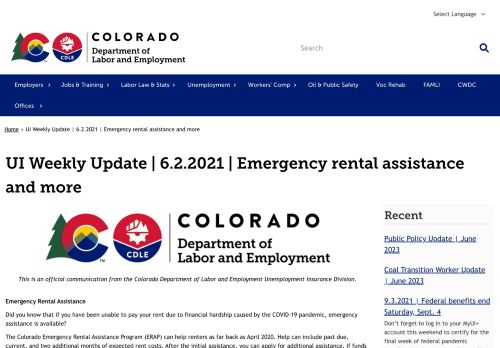 Select Language
COLORADO
Department of
Labor and Employment
CDLE
Search
Employers
Jobs & Training
Labor Law & Stats
Unemployment
Workers' Comp
Oil & Public Safety
Voc Rehab
FAMLI
CWDC
Offices
Home › UI Weekly Update | 6.2.2021 | Emergency rental assistance and more
UI Weekly Update | 6.2.2021 | Emergency rental assistance
and more
COLORADO
Department of
Labor and Employment
CDLE
TM
This is an official communication from the Colorado Department of Labor and Employment Unemployment Insurance Division.
Emergency Rental Assistance
Did you know that if you have been unable to pay your rent due to financial hardship caused by the COVID-19 pandemic, emergency
assistance is available?
The Colorado Emergency Rental Assistance Program (ERAP) can help renters as far back as April 2020. Help can include past due,
current, and two additional months of expected rent costs. After the initial assistance, you can apply for additional assistance, if funds
Recent
Public Policy Update | June
2023
Coal Transition Worker Update
| June 2023
9.3.2021 | Federal benefits end
Saturday, Sept. 4
Don't forget to log in to your MyUI+
account this weekend to certify for the
final week of federal pandemic